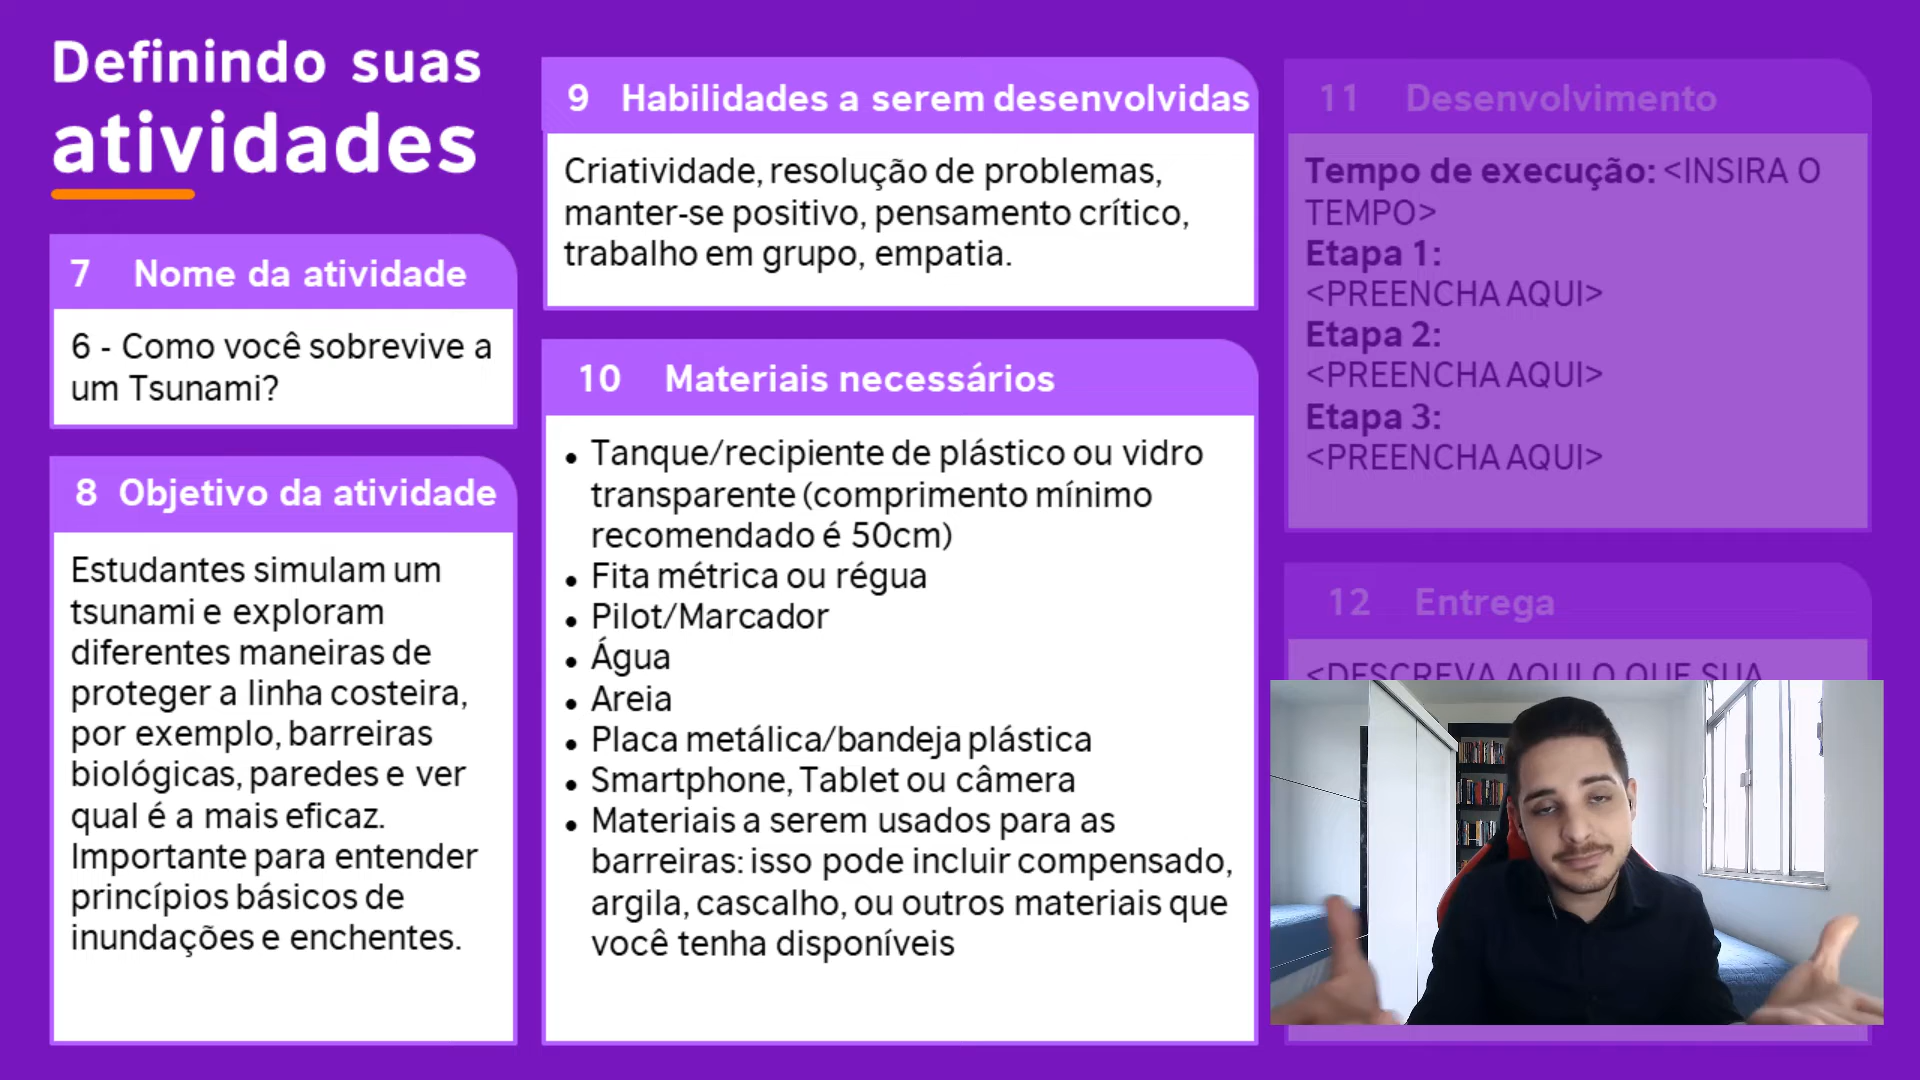 Definindo suas
atividades
7 Nome da atividade
6 - Como você sobrevive a
um Tsunami?
8 Objetivo da atividade
Estudantes simulam um
tsunami e exploram
diferentes maneiras de
proteger a linha costeira,
por exemplo, barreiras
biológicas, paredes e ver
qual é a mais eficaz.
Importante para entender
princípios básicos de
inundações e enchentes.
9 Habilidades a serem desenvolvidas
Criatividade, resolução de problemas,
manter-se positivo, pensamento crítico,
trabalho em grupo, empatia.
10 Materiais necessários
• Tanque/recipiente de plástico ou vidro
transparente (comprimento mínimo
recomendado é 50cm)
• Fita métrica ou régua
• Pilot/Marcador
• Água
• Areia
• Placa metálica/bandeja plástica
• Smartphone, Tablet ou câmera
• Materiais a serem usados para as
barreiras: isso pode incluir compensado,
argila, cascalho, ou outros materiais que
você tenha disponíveis
11 Desenvolvimento
Tempo de execução: <INSIRA O
TEMPO>
Etapa 1:
<PREENCHA AQUI>
Etapa 2:
<PREENCHA AQUI>
Etapa 3:
<PREENCHA AQUI>
12 Entrega
<DESCREVA AQUI O QUE SUA